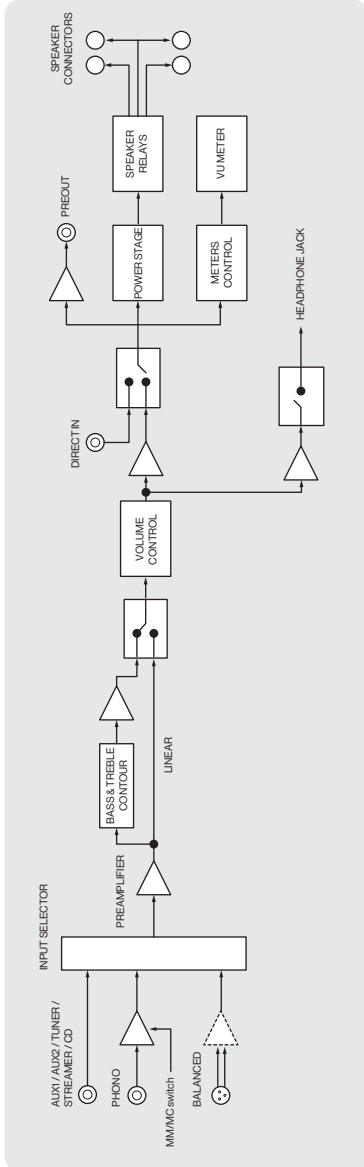 AUX1 / AUX2 / TUNER /
STREAMER / CD
PHONO
MM/MC switch
BALANCED
INPUT SELECTOR
PREAMPLIFIER
BASS & TREBLE
CONTOUR
LINEAR
VOLUME
CONTROL
DIRECT IN
PREOUT
POWER STAGE
METERS
CONTROL
SPEAKER
RELAYS
VU METER
SPEAKER
CONNECTORS
HEADPHONE JACK